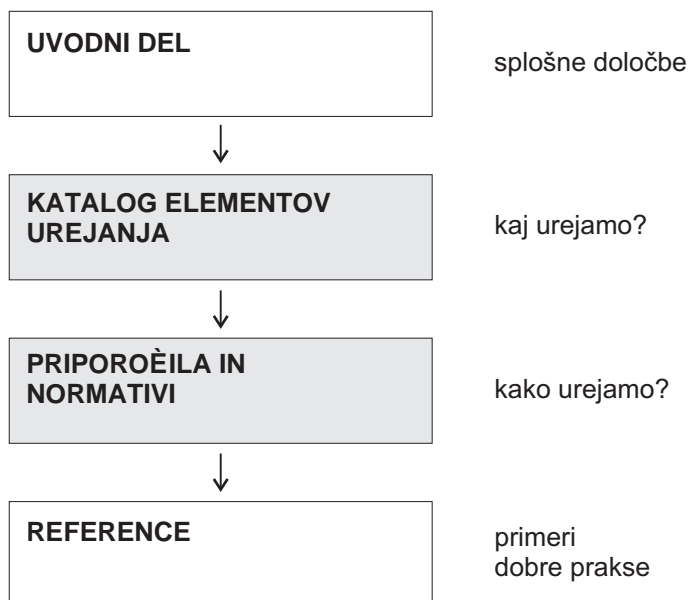 UVODNI DEL
splošne določbe
KATALOG ELEMENTOV
UREJANJA
kaj urejamo?
PRIPOROÈILA IN
NORMATIVI
kako urejamo?
REFERENCE
primeri
dobre prakse